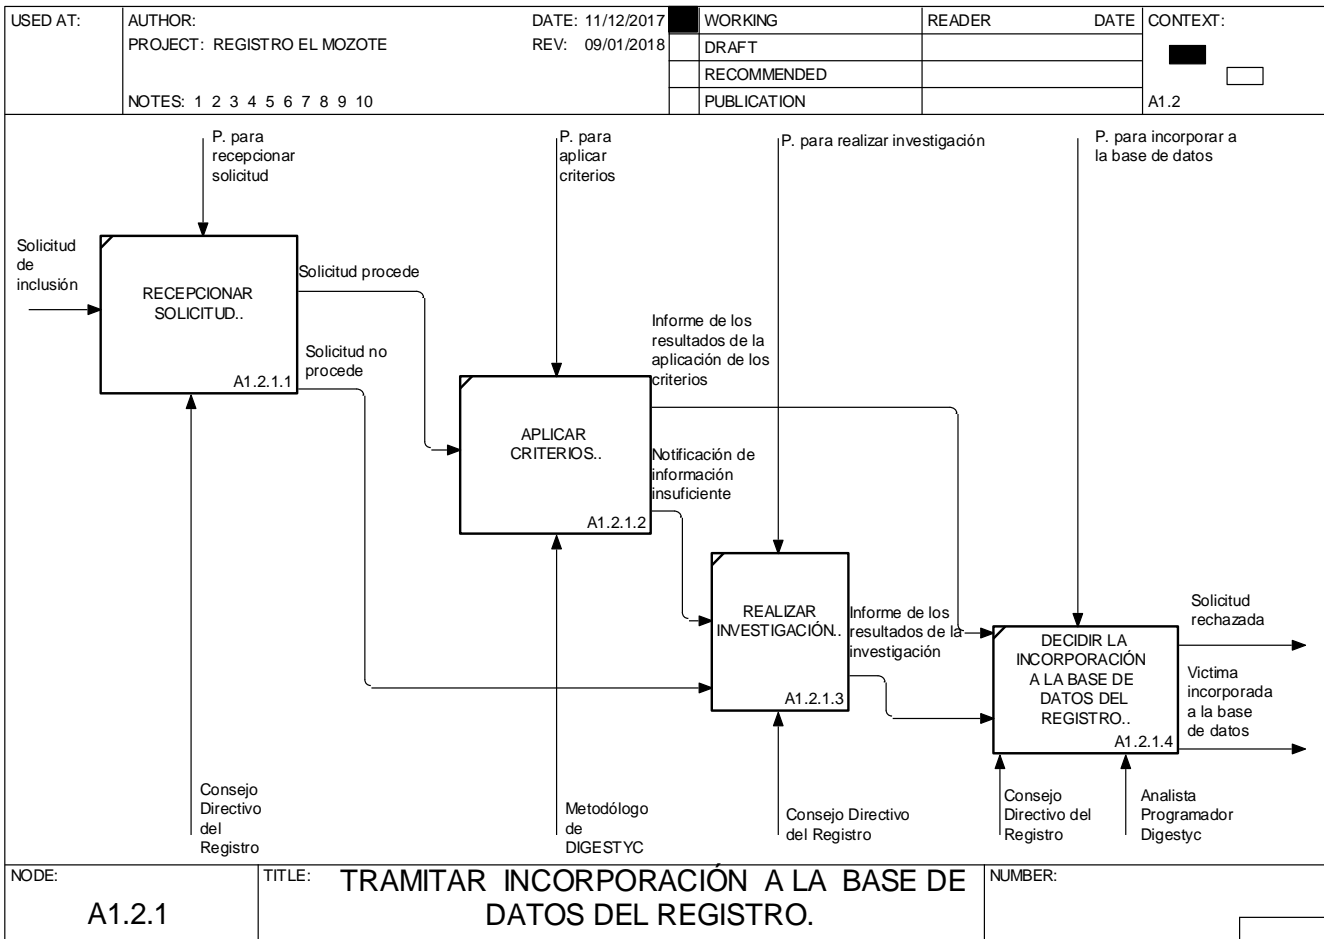 USED AT:
AUTHOR:
DATE: 11/12/2017
WORKING
READER
DATE
CONTEXT:
PROJECT: REGISTRO EL MOZOTE
REV: 09/01/2018
DRAFT
RECOMMENDED
NOTES: 1 2 3 4 5 6 7 8 9 10
PUBLICATION
A1.2
P. para
recepcionar
solicitud
P. para
aplicar
criterios
P. para realizar investigación
P. para incorporar a
la base de datos
Solicitud
de
inclusión
RECEPCIONAR
SOLICITUD..
A1.2.1.1
Solicitud procede
Solicitud no
procede
Informe de los
resultados de la
aplicación de los
criterios
APLICAR
CRITERIOS..
A1.2.1.2
Notificación de
información
insuficiente
REALIZAR
INVESTIGACIÓN..
A1.2.1.3
Informe de los
resultados de la
investigación
DECIDIR LA
INCORPORACIÓN
A LA BASE DE
DATOS DEL
REGISTRO..
A1.2.1.4
Solicitud
rechazada
Victima
incorporada
a la base
de datos
Consejo
Directivo
del
Registro
Metodólogo
de
DIGESTYC
Consejo Directivo
del Registro
Consejo
Directivo del
Registro
Analista
Programador
Digestyc
NODE:
A1.2.1
TITLE:
TRAMITAR INCORPORACIÓN A LA BASE DE
DATOS DEL REGISTRO.
NUMBER: